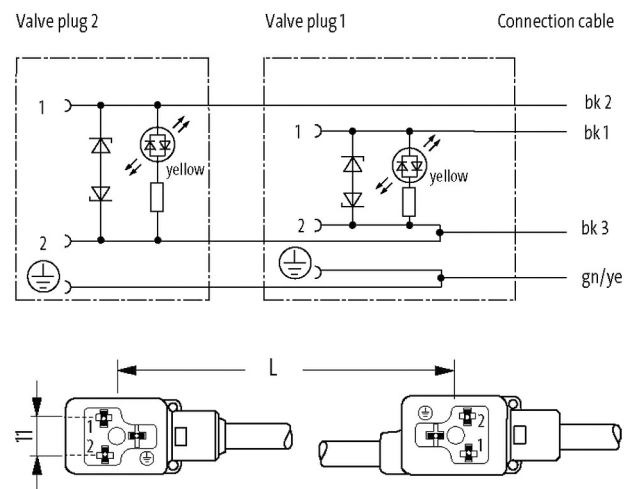 Valve plug 2 Valve plug 1 Connection cable
1 bk 2
1 bk 1
yellow yellow
2 bk 3
2
gn/ye
L
11
1 2
2 1